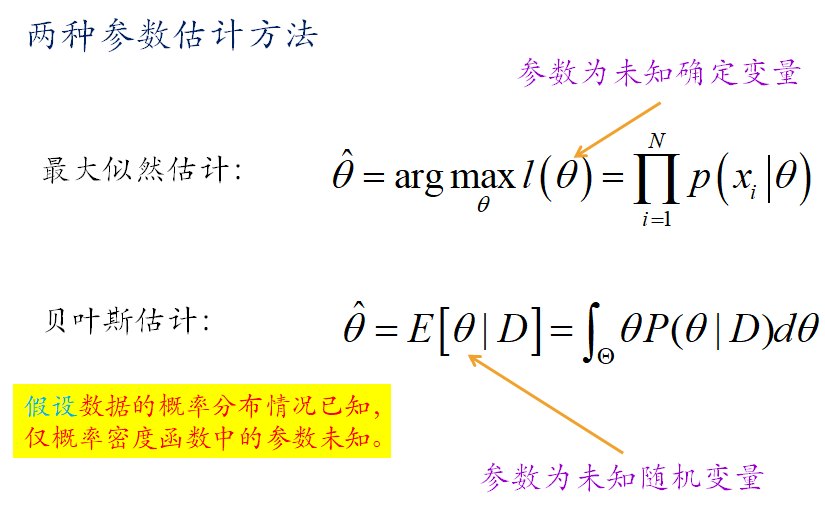 两种参数估计方法
参数为未知确定变量
最大似然估计: $\hat{\theta} = \arg\max_{\theta} l(\theta) = \prod_{i=1}^{N} p(x_i | \theta)$
贝叶斯估计: $\hat{\theta} = E[\theta | D] = \int_{\Theta} \theta P(\theta | D) d\theta$
假设数据的概率分布情况已知,
仅概率密度函数中的参数未知。
参数为未知随机变量